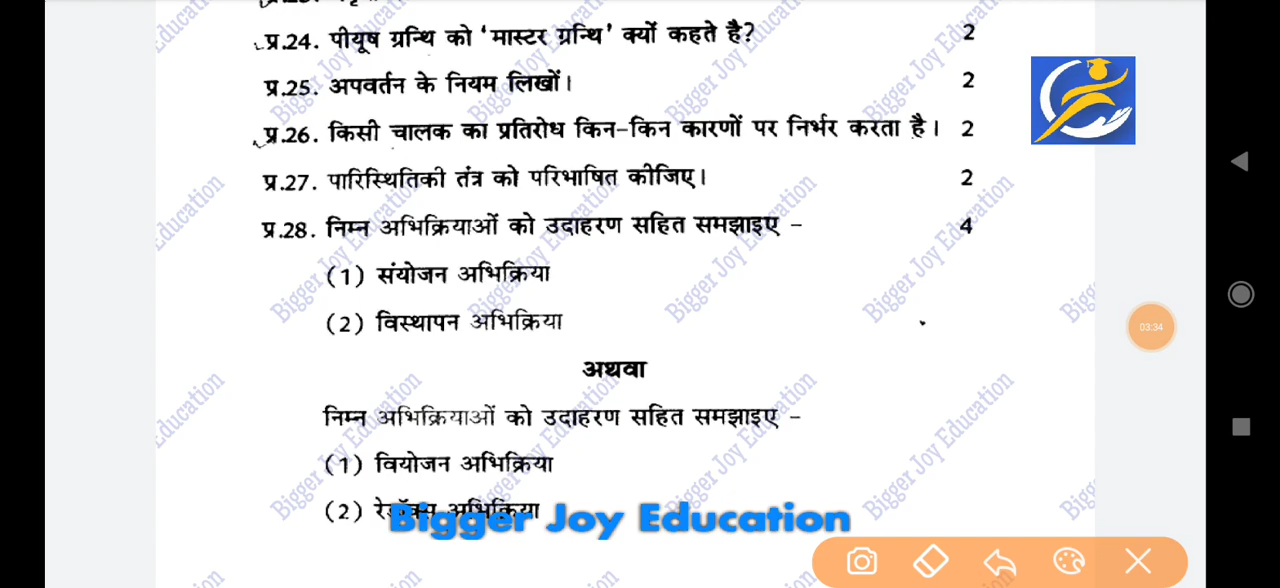 प्र.24. पीयूष ग्रन्थि को 'मास्टर ग्रन्थि' क्यों कहते है? 2
प्र.25. अपवर्तन के नियम लिखों। 2
प्र.26. किसी चालक का प्रतिरोध किन-किन कारणों पर निर्भर करता है। 2
प्र.27. पारिस्थितिकी तंत्र को परिभाषित कीजिए। 2
प्र.28. निम्न अभिक्रियाओं को उदाहरण सहित समझाइए - 4
(1) संयोजन अभिक्रिया
(2) विस्थापन अभिक्रिया
03:34
अथवा
निम्न अभिक्रियाओं को उदाहरण सहित समझाइए -
(1) वियोजन अभिक्रिया
(2) रेडॉक्स अभिक्रिया
Bigger Joy Education